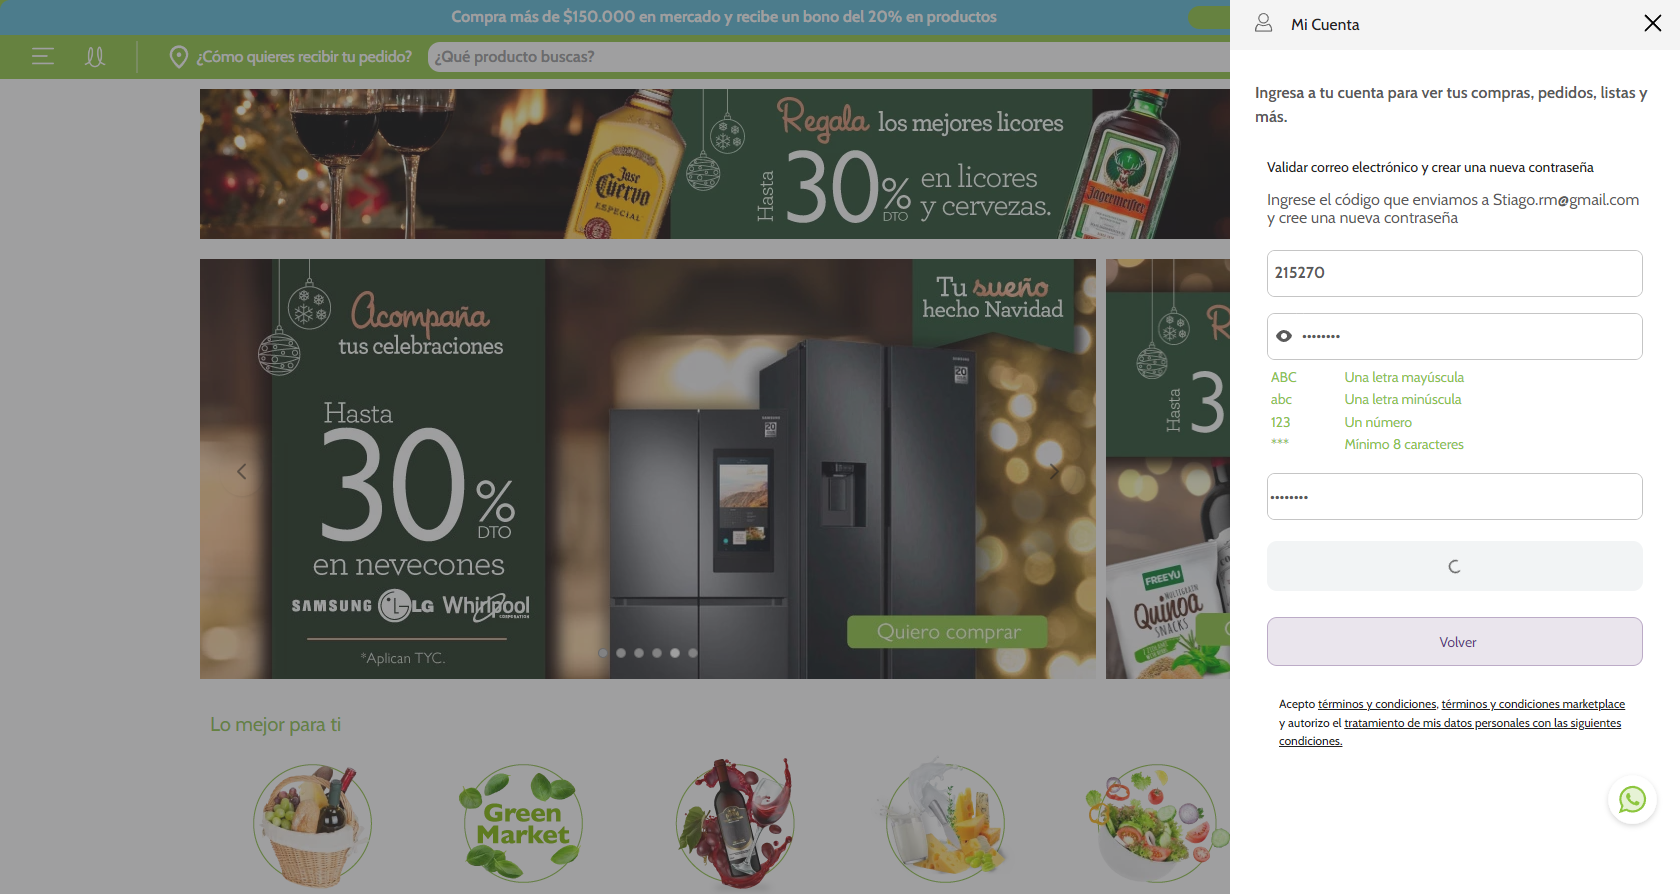 Compra más de $150.000 en mercado y recibe un bono del 20% en productos
¿Cómo quieres recibir tu pedido?
¿Qué producto buscas?
Jose
Cuervo
ESPECIAL
Regala los mejores licores
Hasta
30%
DTO
en licores
y cervezas.
Jägermeister
Acompaña
tus celebraciones
Hasta
30%
DTO
en nevecones
SAMSUNG LG Whirlpool
CORPORATION
*Aplican TYC.
Tu sueño
hecho Navidad
SAMSUNG
20
SAMSUNG
20
Quiero comprar
R
Hasta
3
FREEYU
MULTIGRAIN
Quinoa
SNACKS
Lo mejor para ti
Green
Market
Mi Cuenta
Ingresa a tu cuenta para ver tus compras, pedidos, listas y
más.
Validar correo electrónico y crear una nueva contraseña
Ingrese el código que enviamos a Stiago.rm@gmail.com
y cree una nueva contraseña
215270
••••••••
ABC Una letra mayúscula
abc Una letra minúscula
123 Un número
*** Mínimo 8 caracteres
••••••••
Volver
Acepto términos y condiciones, términos y condiciones marketplace
y autorizo el tratamiento de mis datos personales con las siguientes
condiciones.